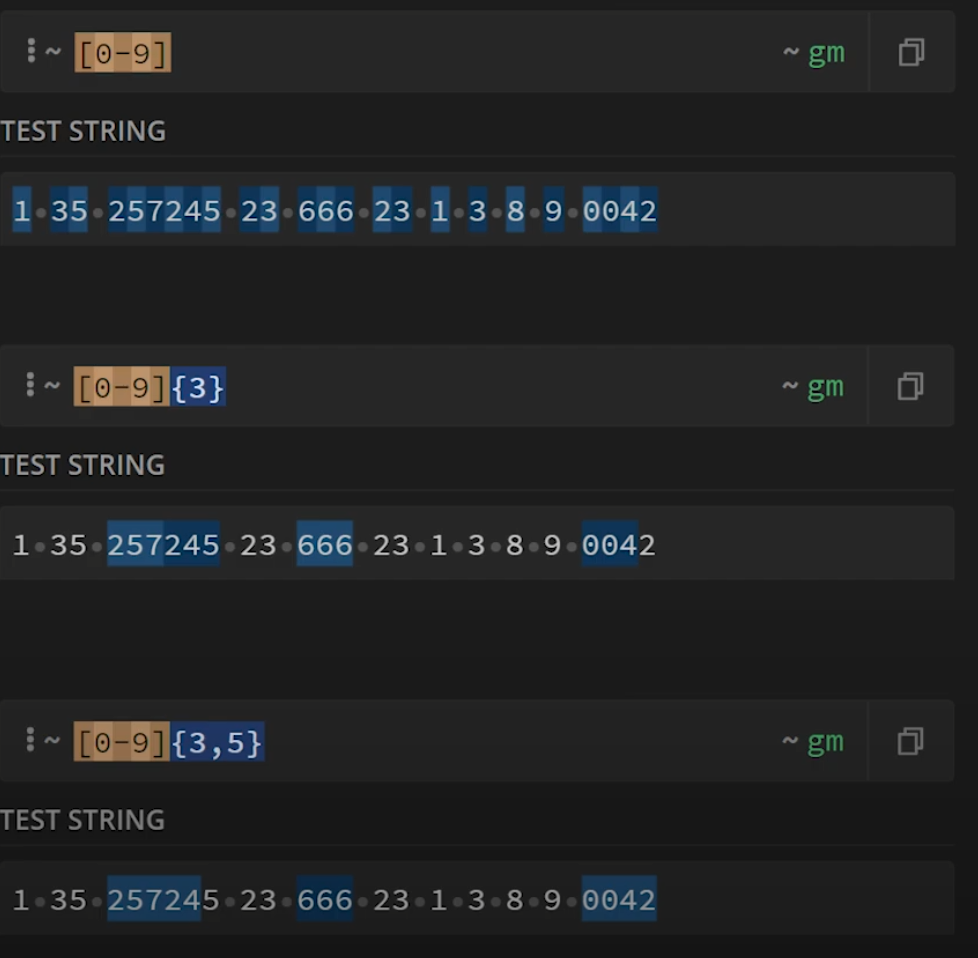 ~ [0-9] ~ gm
TEST STRING
1·35·257245·23·666·23·1·3·8·9·0042
~ [0-9]{3} ~ gm
TEST STRING
1·35·257245·23·666·23·1·3·8·9·0042
~ [0-9]{3,5} ~ gm
TEST STRING
1·35·257245·23·666·23·1·3·8·9·0042